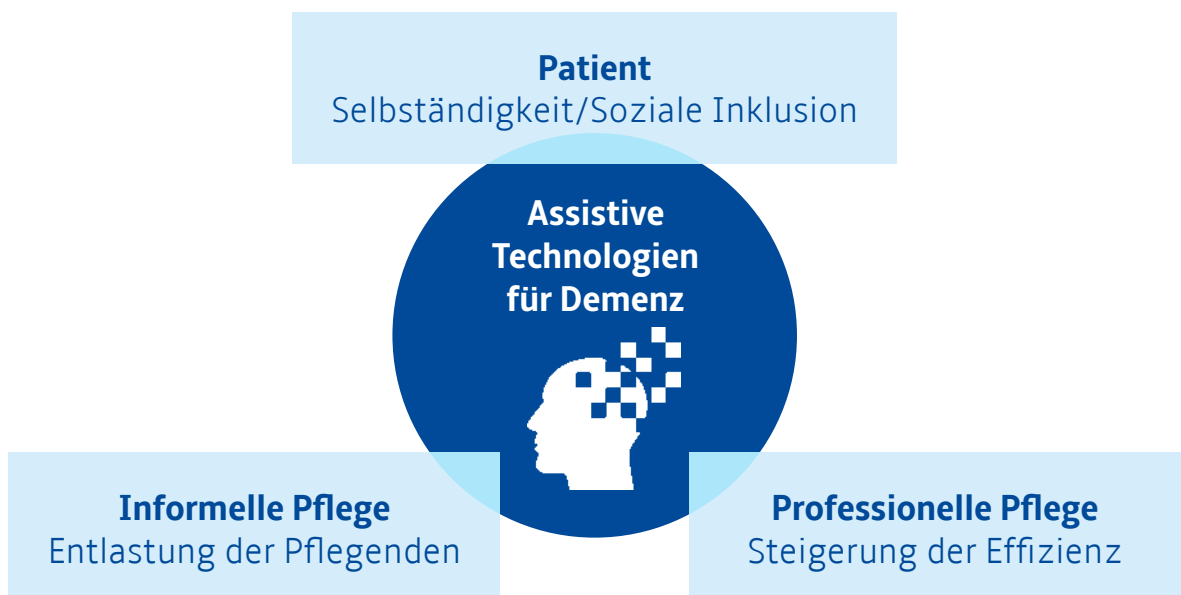 Patient
Selbständigkeit/Soziale Inklusion
Assistive
Technologien
für Demenz
Informelle Pflege
Entlastung der Pflegenden
Professionelle Pflege
Steigerung der Effizienz